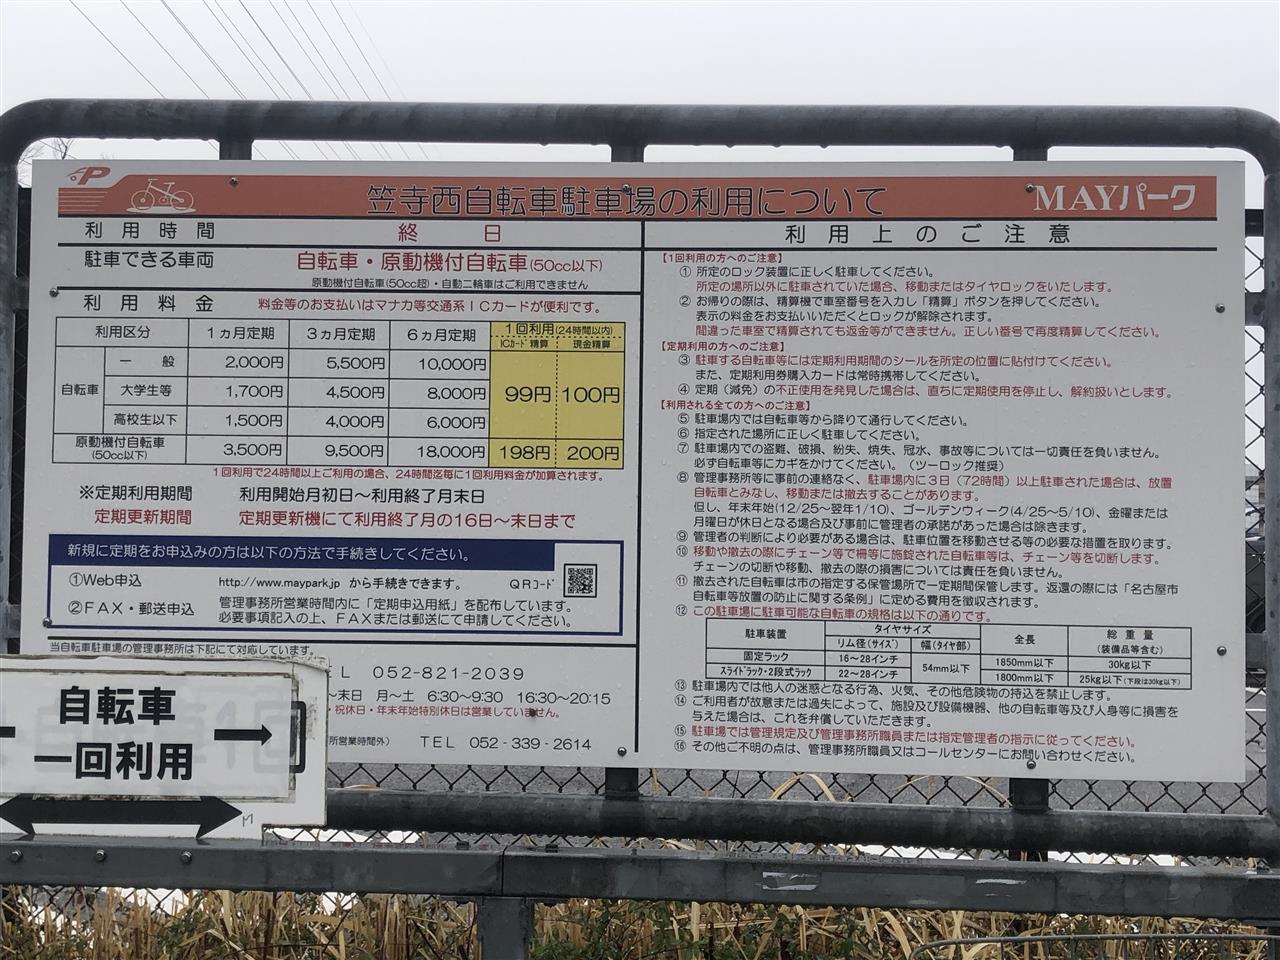 P
笠寺西自転車駐車場の利用について
MAYパーク
利用時間 終日
駐車できる車両 自転車・原動機付自転車(50cc以下)
原動機付自転車(50cc超)・自動二輪車はご利用できません
利用料金 料金等のお支払いはマナカ等交通系ICカードが便利です。
利用区分 1ヵ月定期 3ヵ月定期 6ヵ月定期 1回利用(24時間以内)
ICカード精算 現金精算
自転車 一般 2,000円 5,500円 10,000円 99円 100円
大学生等 1,700円 4,500円 8,000円
高校生以下 1,500円 4,000円 6,000円
原動機付自転車(50cc以下) 3,500円 9,500円 18,000円 198円 200円
1回利用で24時間以上ご利用の場合、24時間迄毎に1回利用料金が加算されます。
※定期利用期間 利用開始月初日～利用終了月末日
定期更新期間 定期更新機にて利用終了月の16日～末日まで
新規に定期をお申込みの方は以下の方法で手続きしてください。
①Web申込 http://www.maypark.jp から手続きできます。 QRコード
②FAX・郵送申込 管理事務所営業時間内に「定期申込用紙」を配布しています。
必要事項記入の上、FAXまたは郵送にて申請してください。
当自転車駐車場の管理事務所は下記にて対応しています。
EL 052-821-2039
～末日 月～土 6:30～9:30 16:30～20:15
・祝休日・年末年始特別休日は営業していません。
所営業時間外) TEL 052-339-2614
利用上のご注意
【1回利用の方へのご注意】
① 所定のロック装置に正しく駐車してください。
所定の場所以外に駐車されていた場合、移動またはタイヤロックをいたします。
② お帰りの際は、精算機で車室番号を入力し「精算」ボタンを押してください。
表示の料金をお支払いいただくとロックが解除されます。
間違った車室で精算されても返金等ができません。正しい番号で再度精算してください。
【定期利用の方へのご注意】
③ 駐車する自転車等には定期利用期間のシールを所定の位置に貼付けてください。
また、定期利用券購入カードは常時携帯してください。
④ 定期（減免）の不正使用を発見した場合は、直ちに定期使用を停止し、解約扱いとします。
【利用される全ての方へのご注意】
⑤ 駐車場内では自転車等から降りて通行してください。
⑥ 指定された場所に正しく駐車してください。
⑦ 駐車場内での盗難、破損、紛失、焼失、冠水、事故等については一切責任を負いません。
必ず自転車等にカギをかけてください。（ツーロック推奨）
⑧ 管理事務所等に事前の連絡なく、駐車場内に3日（72時間）以上駐車された場合は、放置
自転車とみなし、移動または撤去することがあります。
但し、年末年始(12/25～翌年1/10)、ゴールデンウィーク(4/25～5/10)、金曜または
月曜日が休日となる場合及び事前に管理者の承諾があった場合は除きます。
⑨ 管理者の判断により必要がある場合は、駐車位置を移動させる等の必要な措置を取ります。
⑩ 移動や撤去の際にチェーン等で柵等に施錠された自転車等は、チェーン等を切断します。
チェーンの切断や移動、撤去の際の損害については責任を負いません。
⑪ 撤去された自転車は市の指定する保管場所で一定期間保管します。返還の際には「名古屋市
自転車等放置の防止に関する条例」に定める費用を徴収されます。
⑫ この駐車場に駐車可能な自転車の規格は以下の通りです。
駐車装置 タイヤサイズ 全長 総重量
リム径(サイズ) 幅(タイヤ部) (装備品等含む)
固定ラック 16～28インチ 54mm以下 1850mm以下 30kg以下
スライドラック・2段式ラック 22～28インチ 1800mm以下 25kg以下(下段は30kg以下)
⑬ 駐車場内では他人の迷惑となる行為、火気、その他危険物の持込を禁止します。
⑭ ご利用者が故意または過失によって、施設及び設備機器、他の自転車等及び人身等に損害を
与えた場合は、これを弁償していただきます。
⑮ 駐車場では管理規定及び管理事務所職員または指定管理者の指示に従ってください。
⑯ その他ご不明の点は、管理事務所職員又はコールセンターにお問い合わせください。
自転車
一回利用